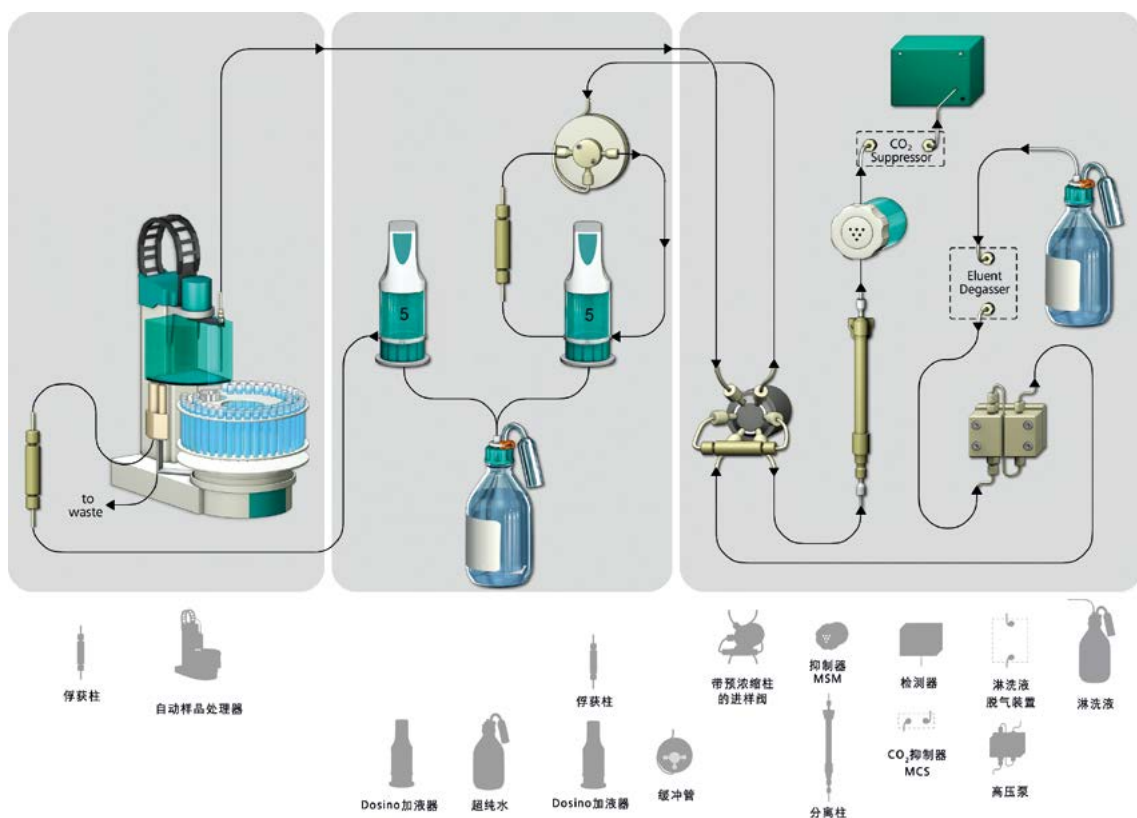 CO₂
Suppressor
Eluent
Degasser
5
5
to
waste
俘获柱
自动样品处理器
俘获柱
带预浓缩柱
的进样阀
抑制器
MSM
检测器
淋洗液
脱气装置
淋洗液
Dosino加液器
超纯水
Dosino加液器
缓冲管
分离柱
CO₂抑制器
MCS
高压泵